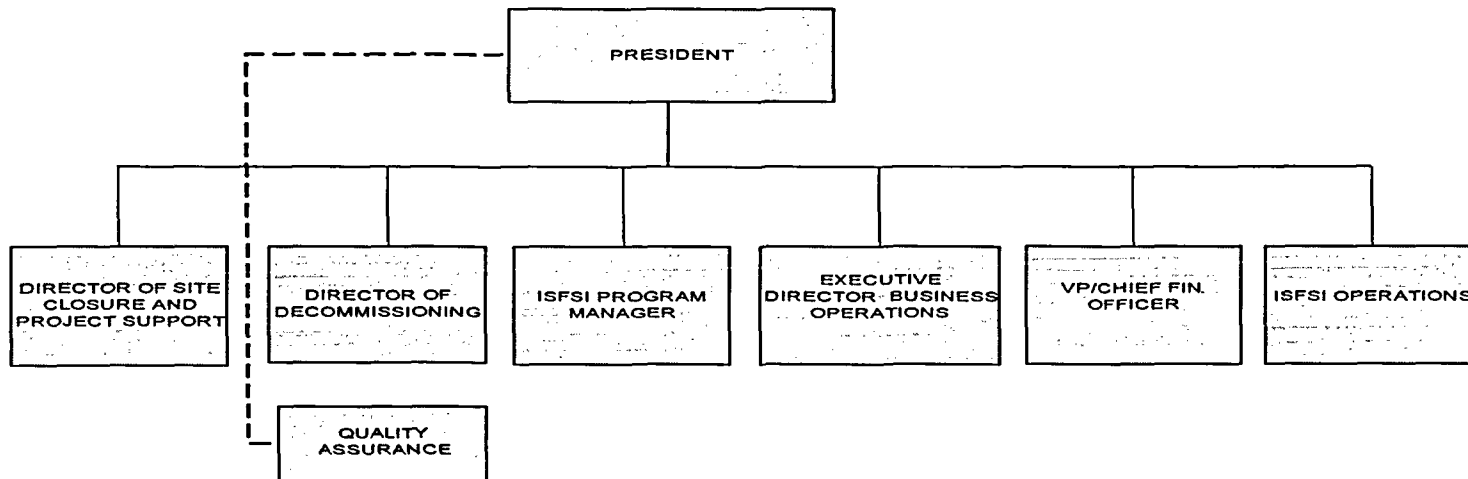 PRESIDENT
DIRECTOR OF SITE
CLOSURE AND
PROJECT SUPPORT
DIRECTOR OF
DECOMMISSIONING
ISFSI PROGRAM
MANAGER
EXECUTIVE
DIRECTOR BUSINESS
OPERATIONS
VP/CHIEF FIN.
OFFICER
ISFSI OPERATIONS
QUALITY
ASSURANCE